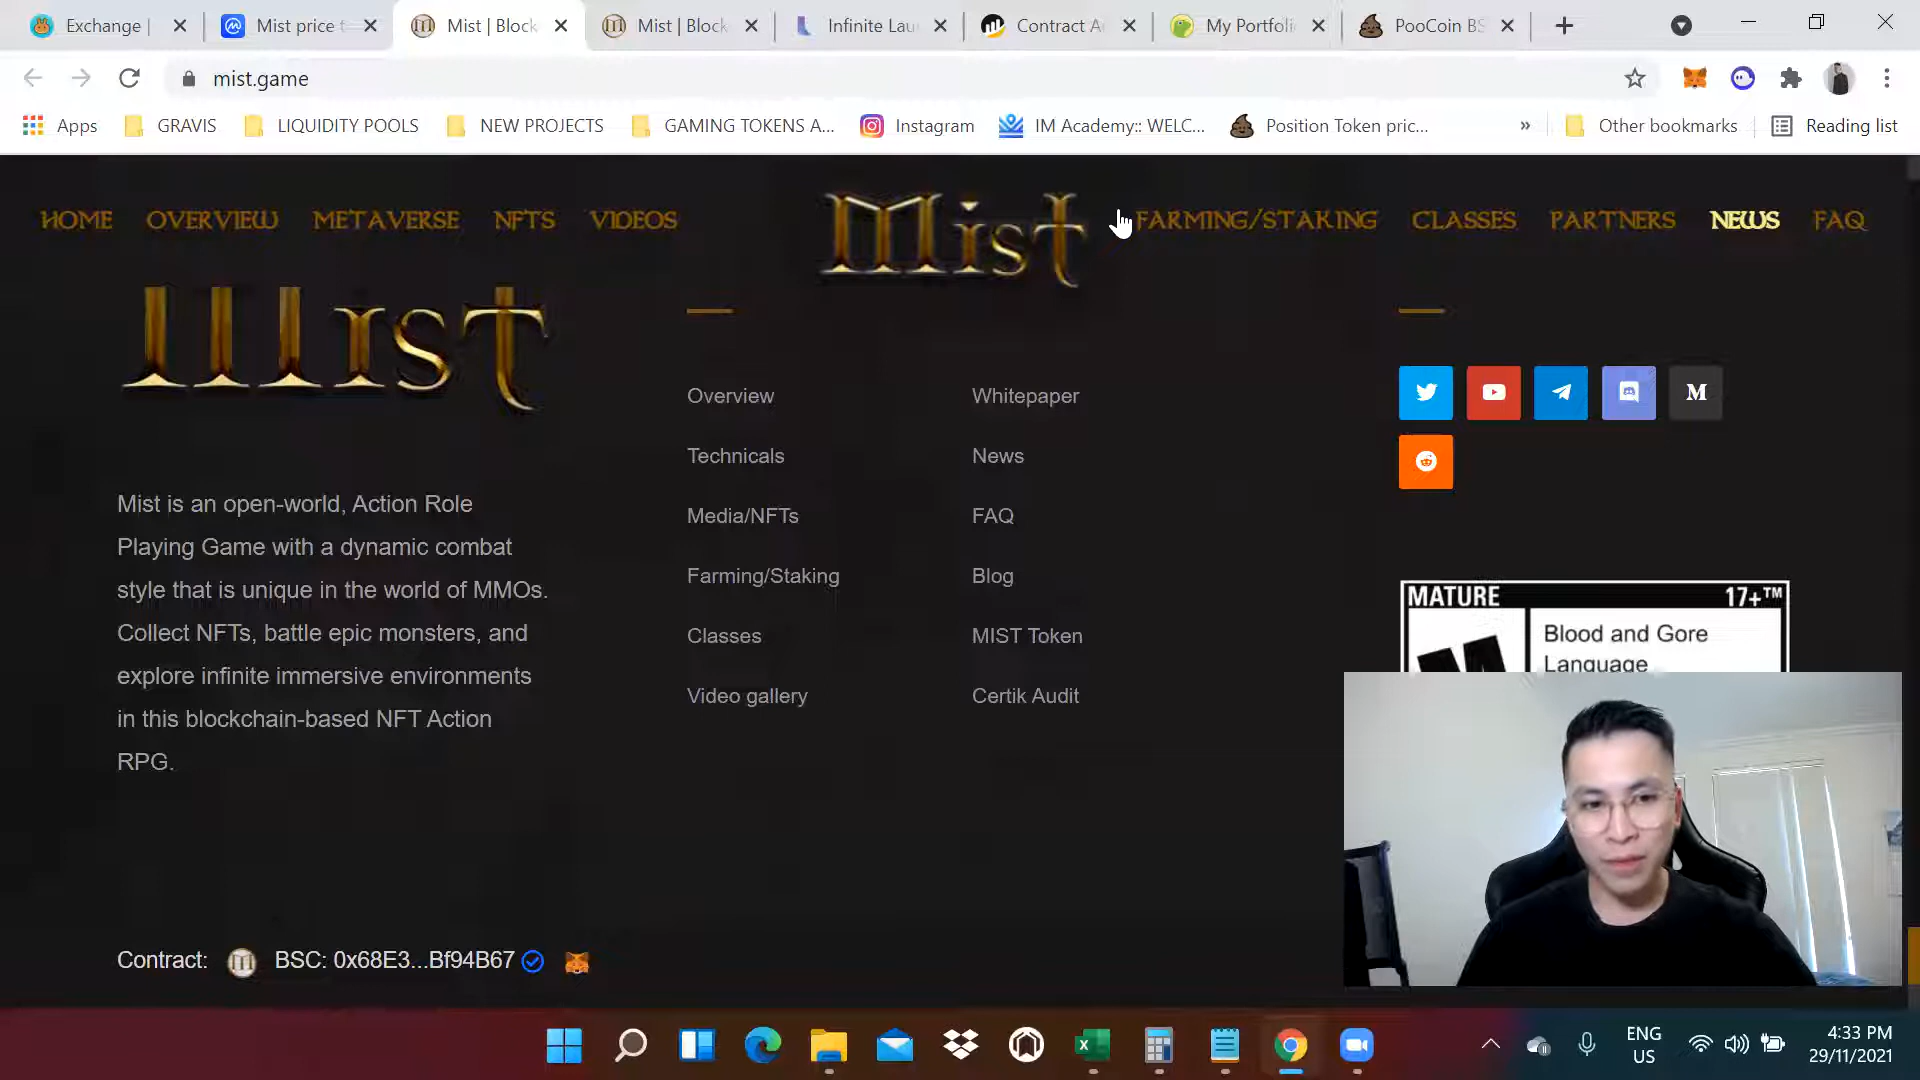 Exchange |
Mist price t
Mist | Block
Mist | Block
Infinite Lau
Contract A
My Portfoli
PooCoin BS
mist.game
Apps
GRAVIS
LIQUIDITY POOLS
NEW PROJECTS
GAMING TOKENS A...
Instagram
IM Academy:: WELC...
Position Token pric...
»
Other bookmarks
Reading list
HOME
OVERVIEW
METAVERSE
NFTS
VIDEOS
Mist
FARMING/STAKING
CLASSES
PARTNERS
NEWS
FAQ
Mist
Mist is an open-world, Action Role
Playing Game with a dynamic combat
style that is unique in the world of MMOs.
Collect NFTs, battle epic monsters, and
explore infinite immersive environments
in this blockchain-based NFT Action
RPG.
Overview
Technicals
Media/NFTs
Farming/Staking
Classes
Video gallery
Whitepaper
News
FAQ
Blog
MIST Token
Certik Audit
MATURE 17+™
Blood and Gore
Language
Contract:
BSC: 0x68E3...Bf94B67
ENG
US
4:33 PM
29/11/2021